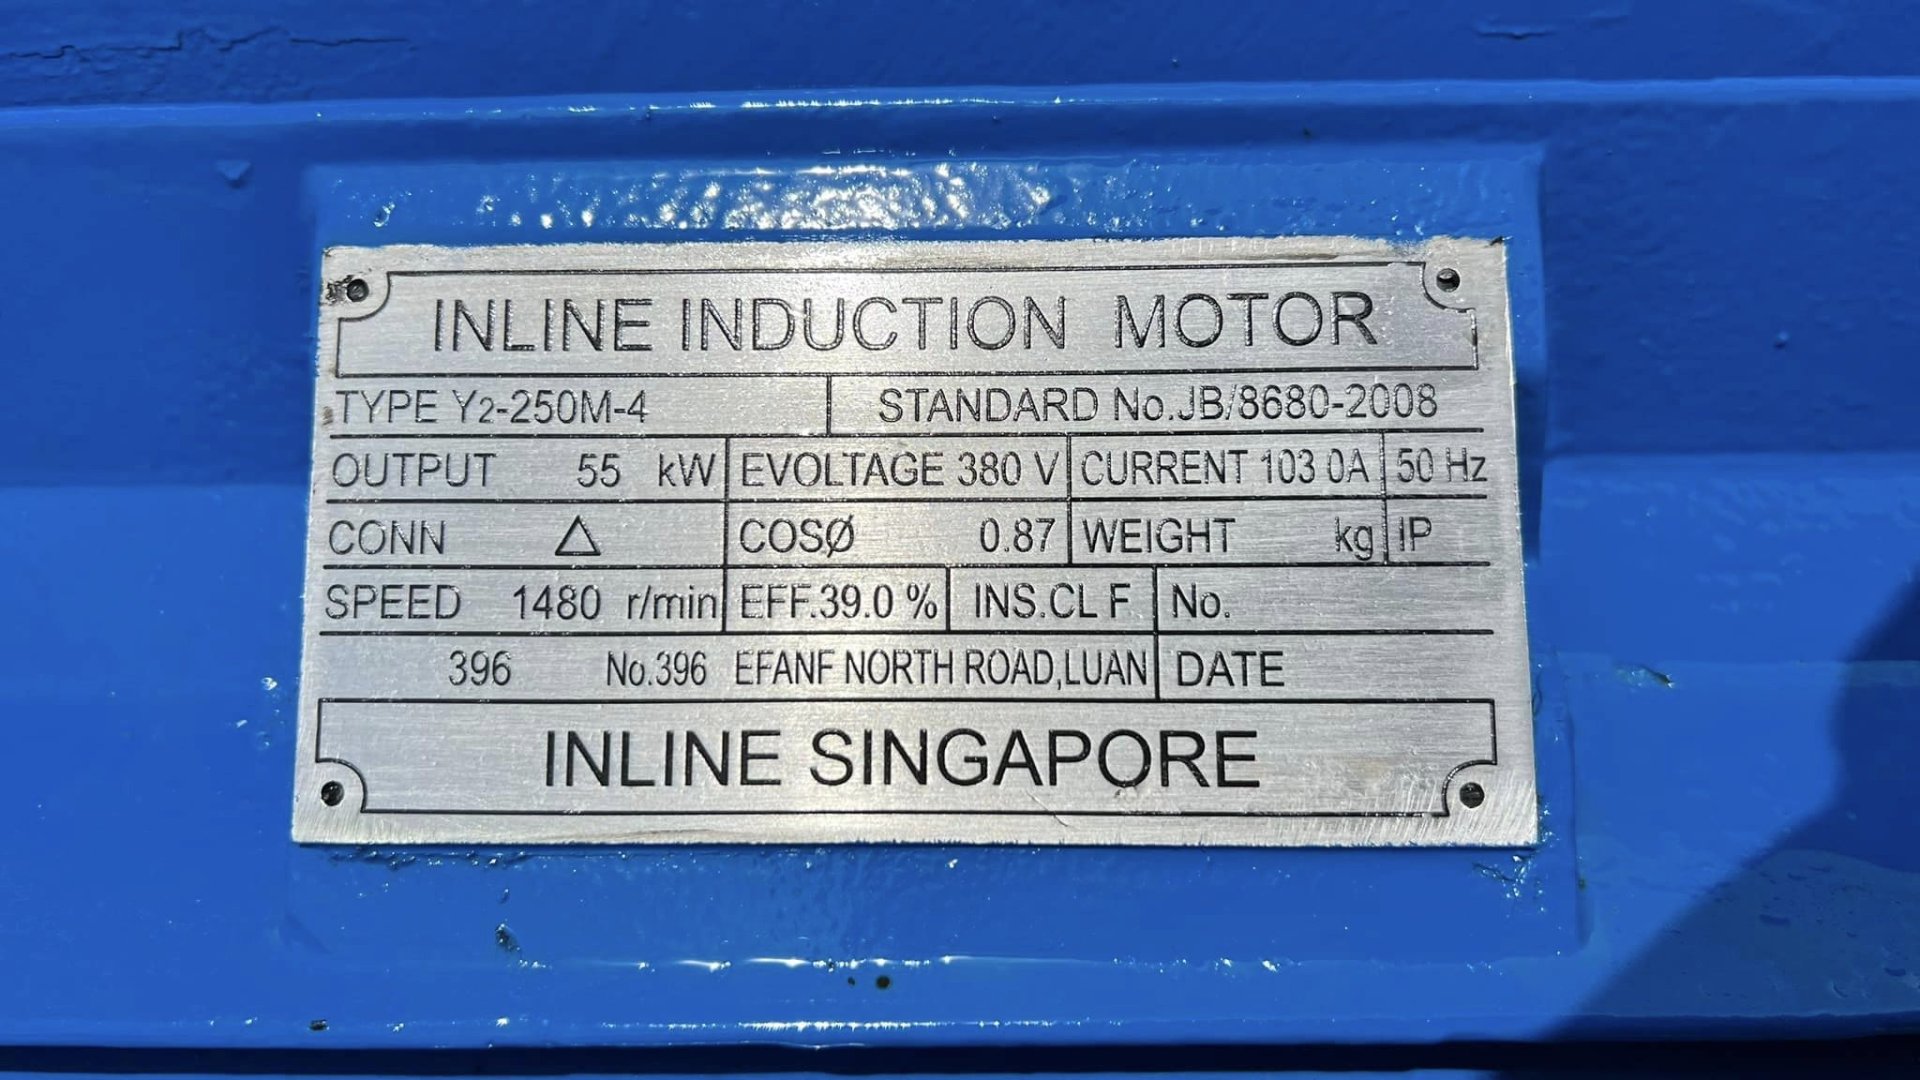 INLINE INDUCTION MOTOR
TYPE Y2-250M-4 STANDARD No.JB/8680-2008
OUTPUT 55 kW EVOLTAGE 380 V CURRENT 103 0A 50 Hz
CONN △ COSØ 0.87 WEIGHT kg IP
SPEED 1480 r/min EFF.39.0 % INS.CL F No.
396 No.396 EFANF NORTH ROAD,LUAN DATE
INLINE SINGAPORE